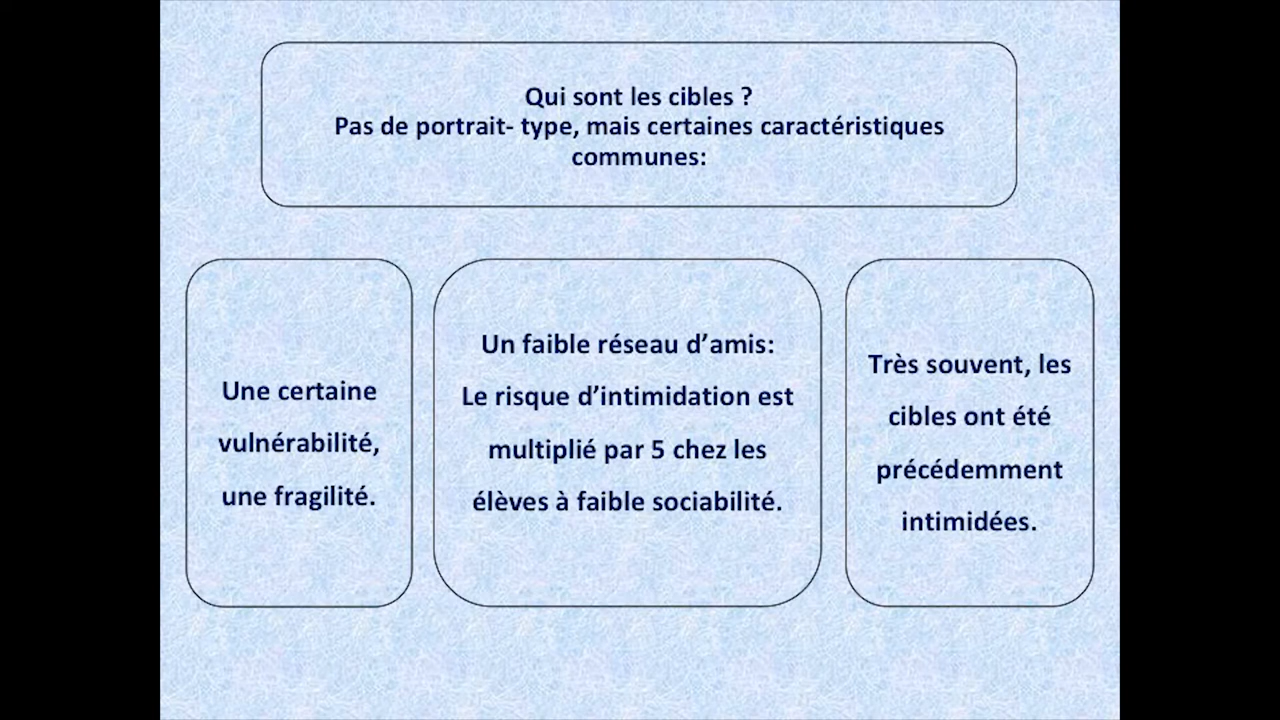 Qui sont les cibles ?
Pas de portrait- type, mais certaines caractéristiques
communes:
Une certaine
vulnérabilité,
une fragilité.
Un faible réseau d’amis:
Le risque d’intimidation est
multiplié par 5 chez les
élèves à faible sociabilité.
Très souvent, les
cibles ont été
précédemment
intimidées.